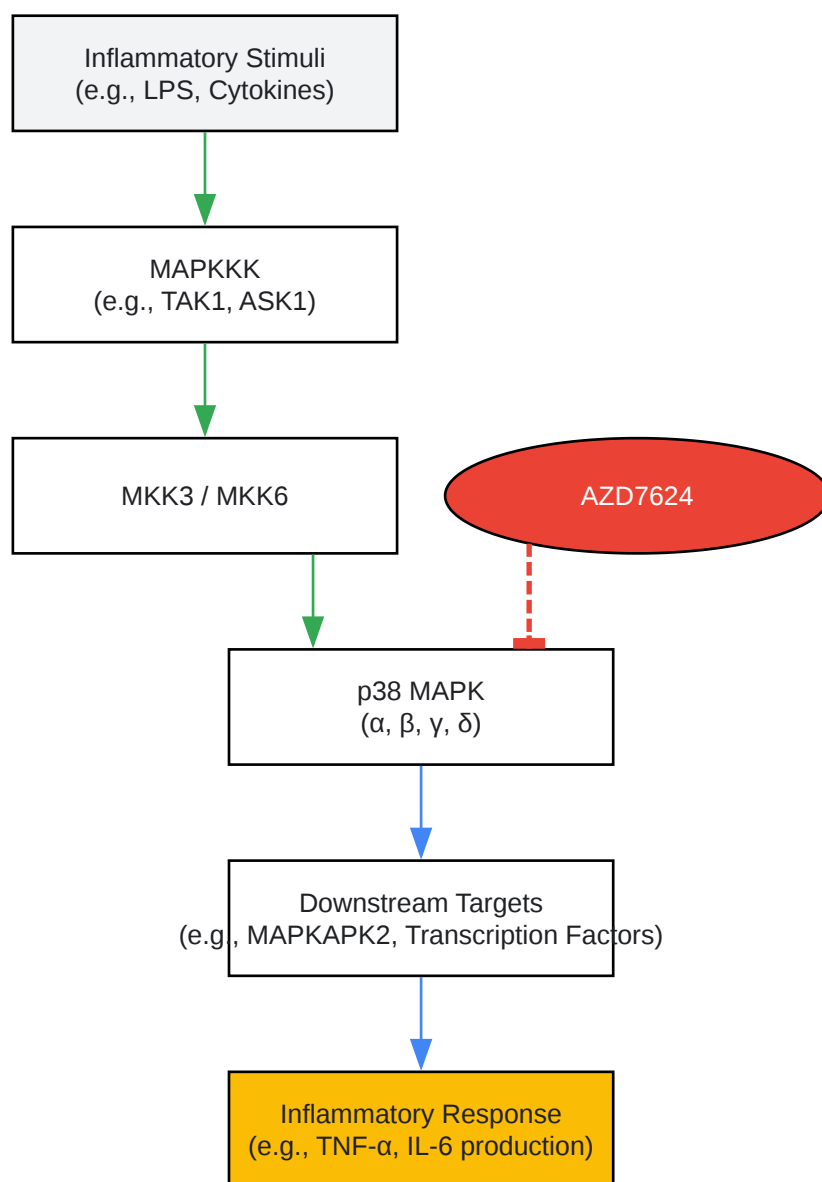 Inflammatory Stimuli
(e.g., LPS, Cytokines)
MAPKKK
(e.g., TAK1, ASK1)
MKK3 / MKK6
AZD7624
p38 MAPK
(α, β, γ, δ)
Downstream Targets
(e.g., MAPKAPK2, Transcription Factors)
Inflammatory Response
(e.g., TNF-α, IL-6 production)